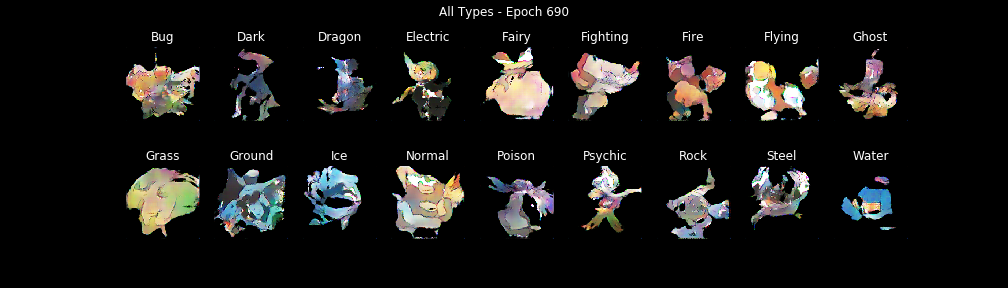 All Types - Epoch 690
Bug Dark Dragon Electric Fairy Fighting Fire Flying Ghost
Grass Ground Ice Normal Poison Psychic Rock Steel Water